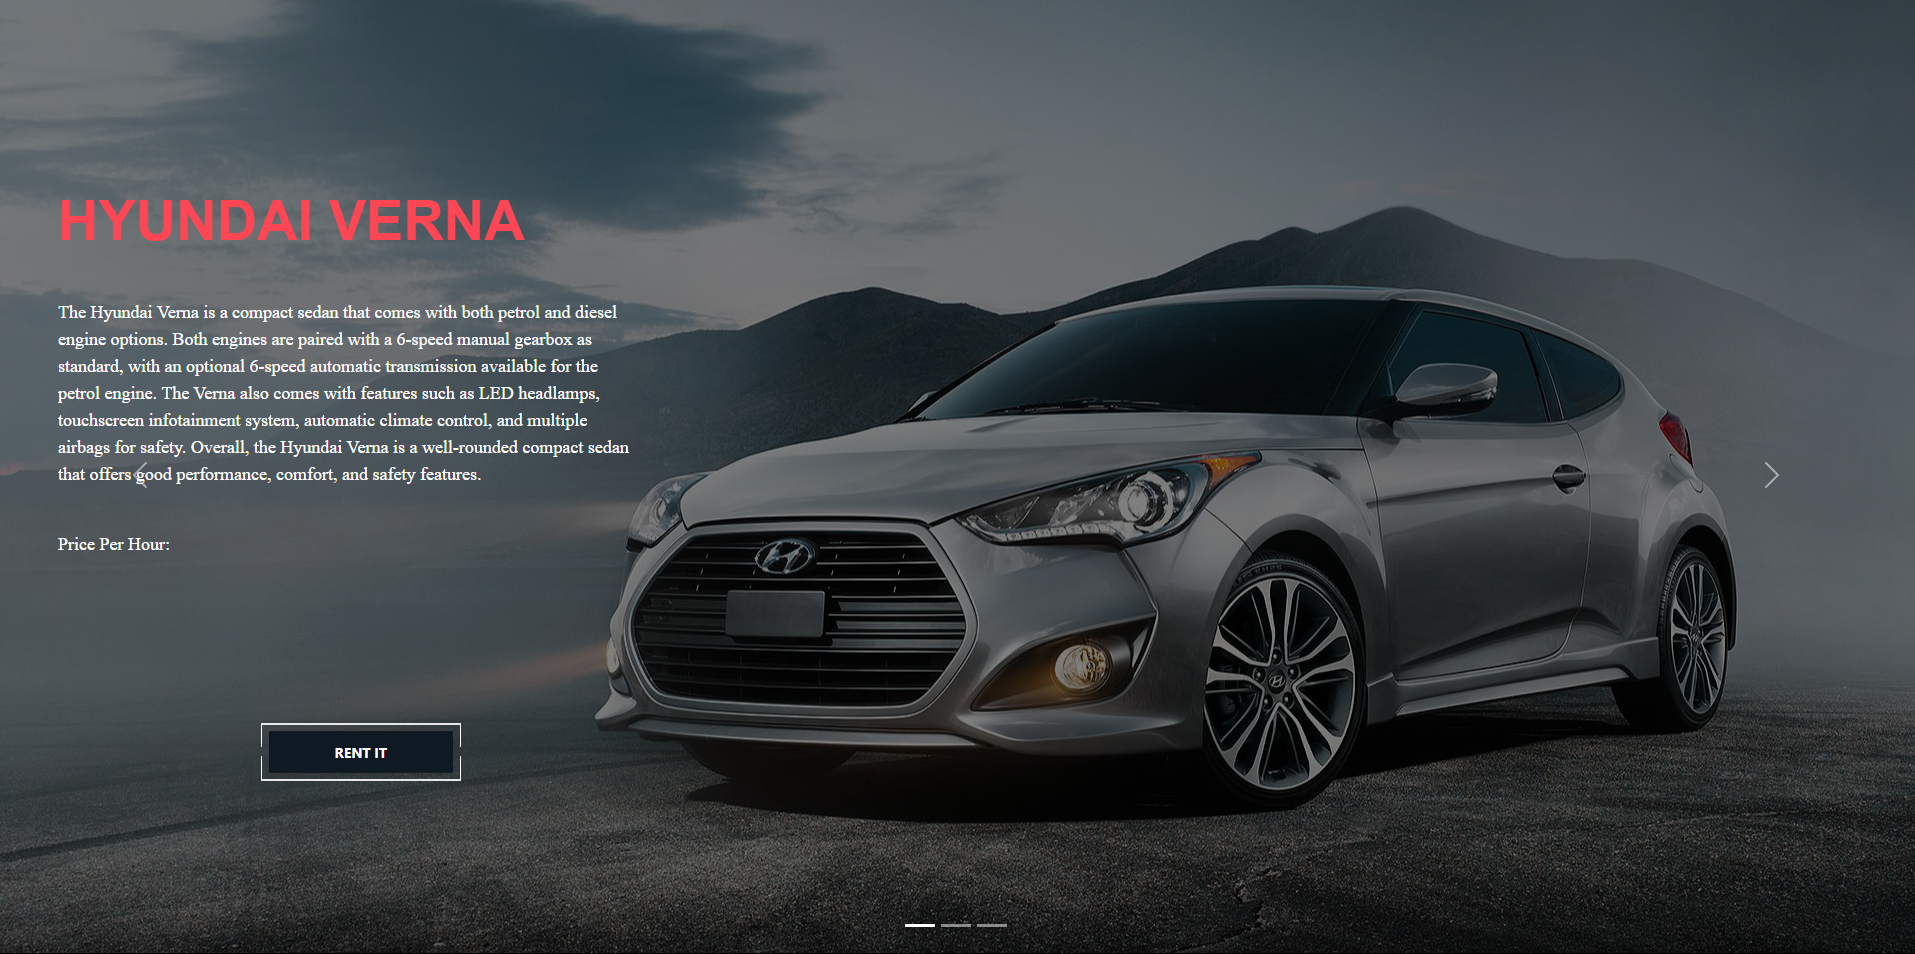 HYUNDAI VERNA
The Hyundai Verna is a compact sedan that comes with both petrol and diesel
engine options. Both engines are paired with a 6-speed manual gearbox as
standard, with an optional 6-speed automatic transmission available for the
petrol engine. The Verna also comes with features such as LED headlamps,
touchscreen infotainment system, automatic climate control, and multiple
airbags for safety. Overall, the Hyundai Verna is a well-rounded compact sedan
that offers good performance, comfort, and safety features.
Price Per Hour:
RENT IT